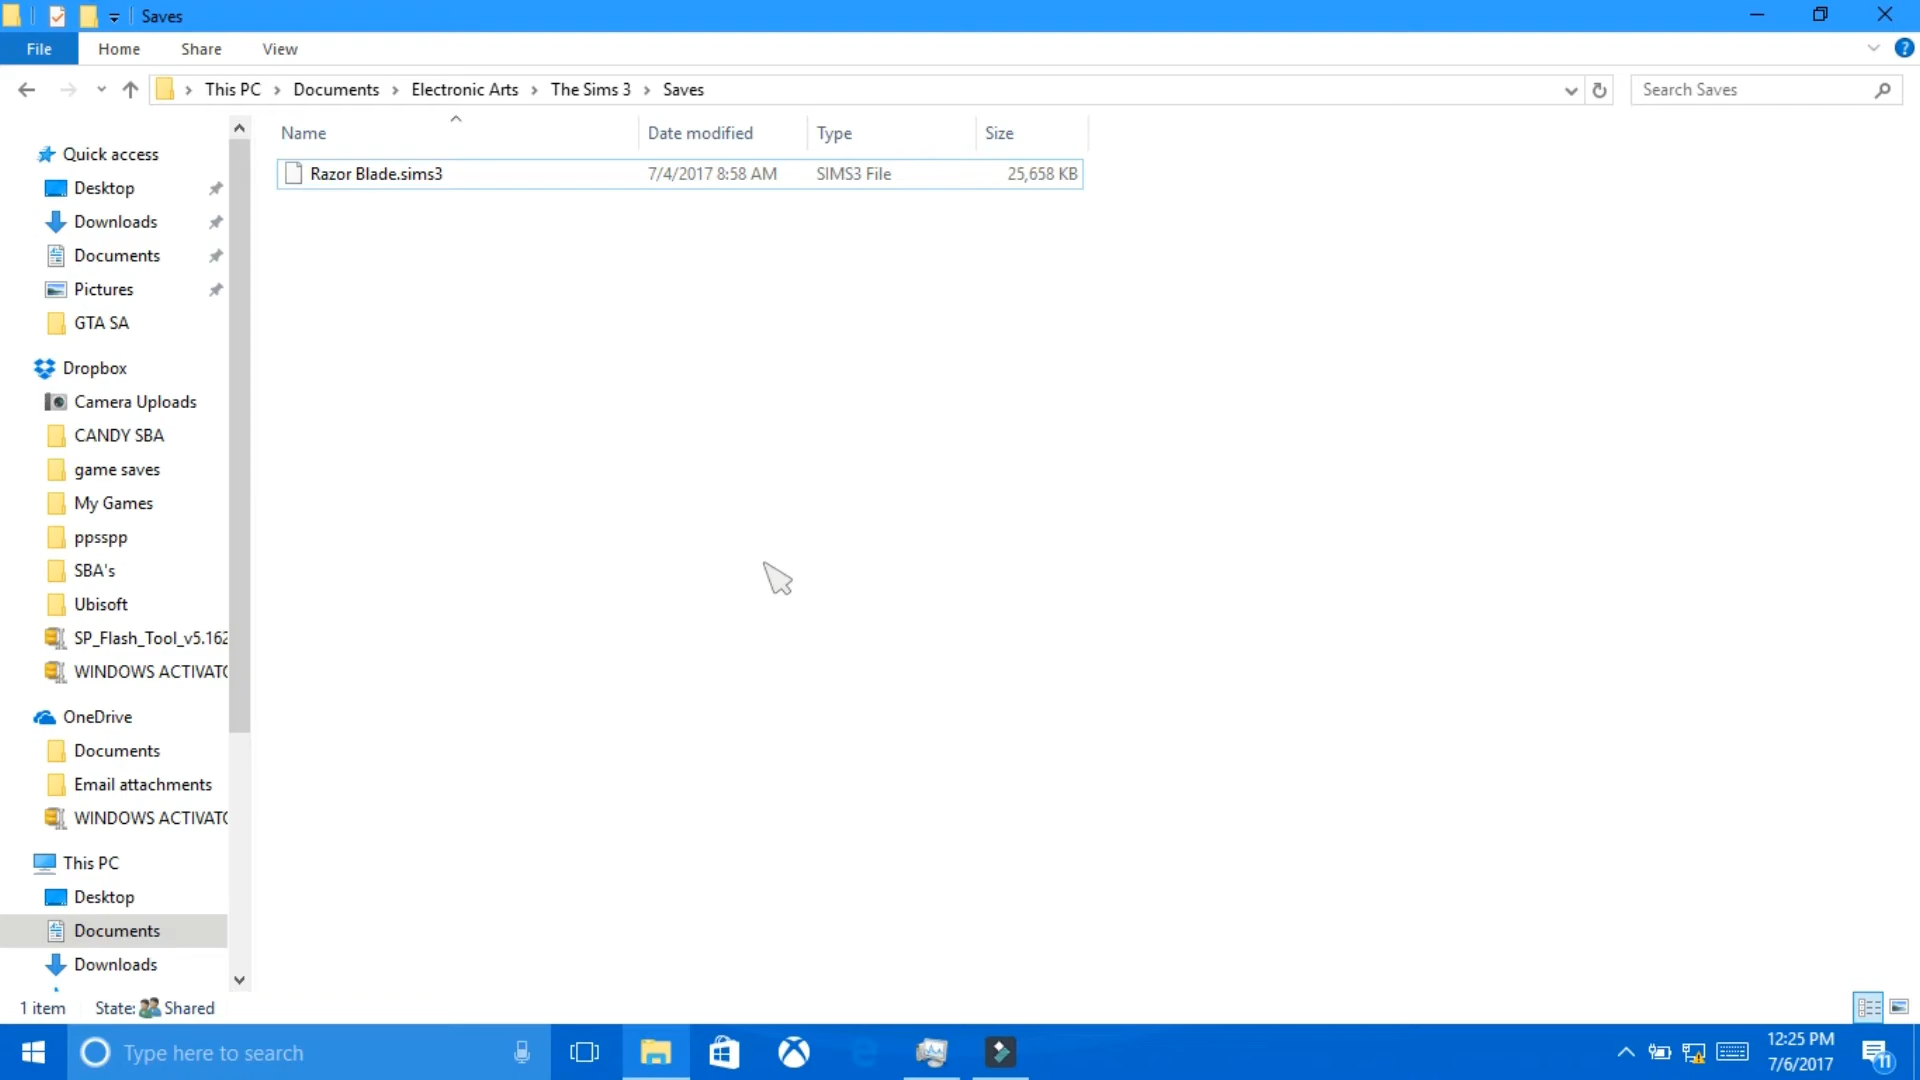 Saves
File Home Share View
This PC Documents Electronic Arts The Sims 3 Saves
Search Saves
Name Date modified Type Size
Razor Blade.sims3 7/4/2017 8:58 AM SIMS3 File 25,658 KB
Quick access
Desktop
Downloads
Documents
Pictures
GTA SA
Dropbox
Camera Uploads
CANDY SBA
game saves
My Games
ppsspp
SBA's
Ubisoft
SP_Flash_Tool_v5.162
WINDOWS ACTIVATO
OneDrive
Documents
Email attachments
WINDOWS ACTIVATO
This PC
Desktop
Documents
Downloads
1 item State: Shared
Type here to search
12:25 PM
7/6/2017
11